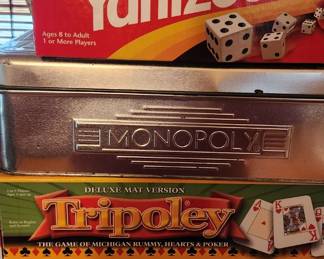 Yahtzee
Ages 8 to Adult
1 or More Players
MONOPOLY
DELUXE MAT VERSION
Tripoley
THE GAME OF MICHIGAN RUMMY, HEARTS & POKER